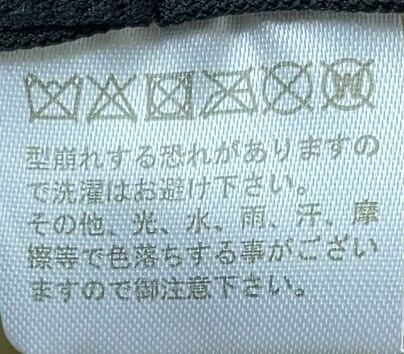 型崩れする恐れがありますの
で洗濯はお避け下さい。
その他、光、水、雨、汗、摩
擦等で色落ちする事がござい
ますので御注意下さい。